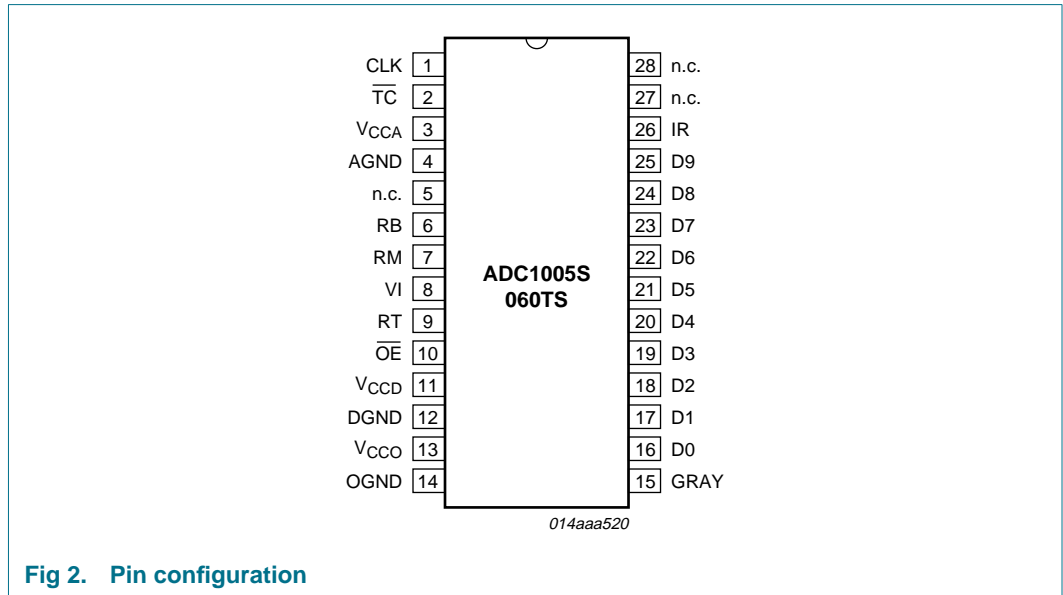 CLK 1 28 n.c.
TC 2 27 n.c.
VCCA 3 26 IR
AGND 4 25 D9
n.c. 5 24 D8
RB 6 23 D7
RM 7 22 D6
VI 8 21 D5
RT 9 20 D4
OE 10 19 D3
VCCD 11 18 D2
DGND 12 17 D1
VCCO 13 16 D0
OGND 14 15 GRAY
ADC1005S
060TS
014aaa520
Fig 2. Pin configuration